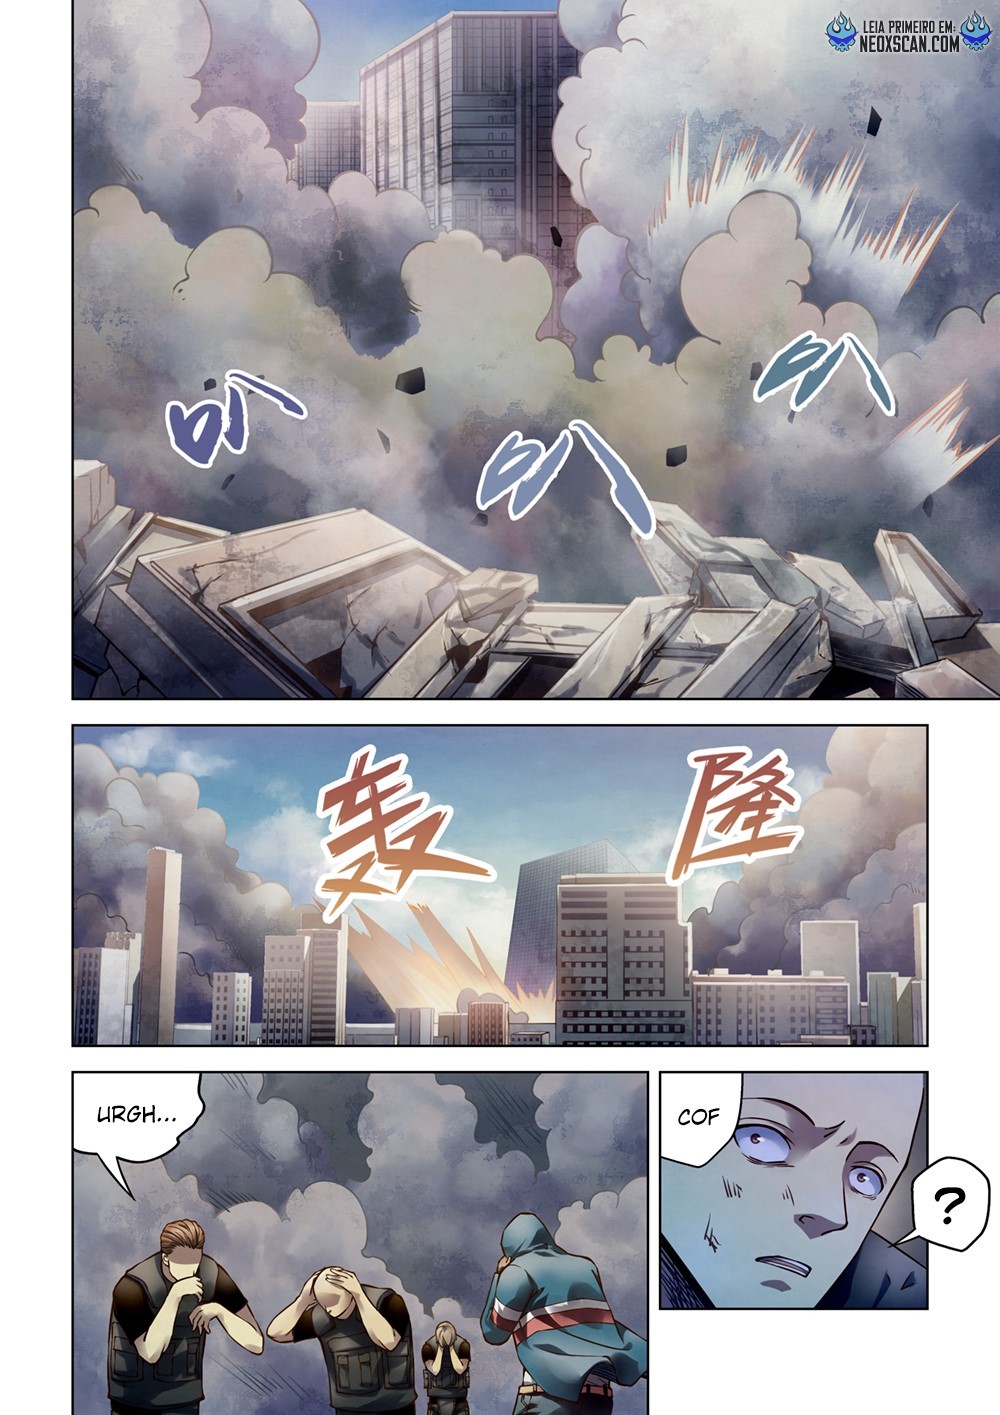 LEIA PRIMEIRO EM:
NEOXSCAN.COM
叭
叭
叭
轰
隆
URGH...
COF
?